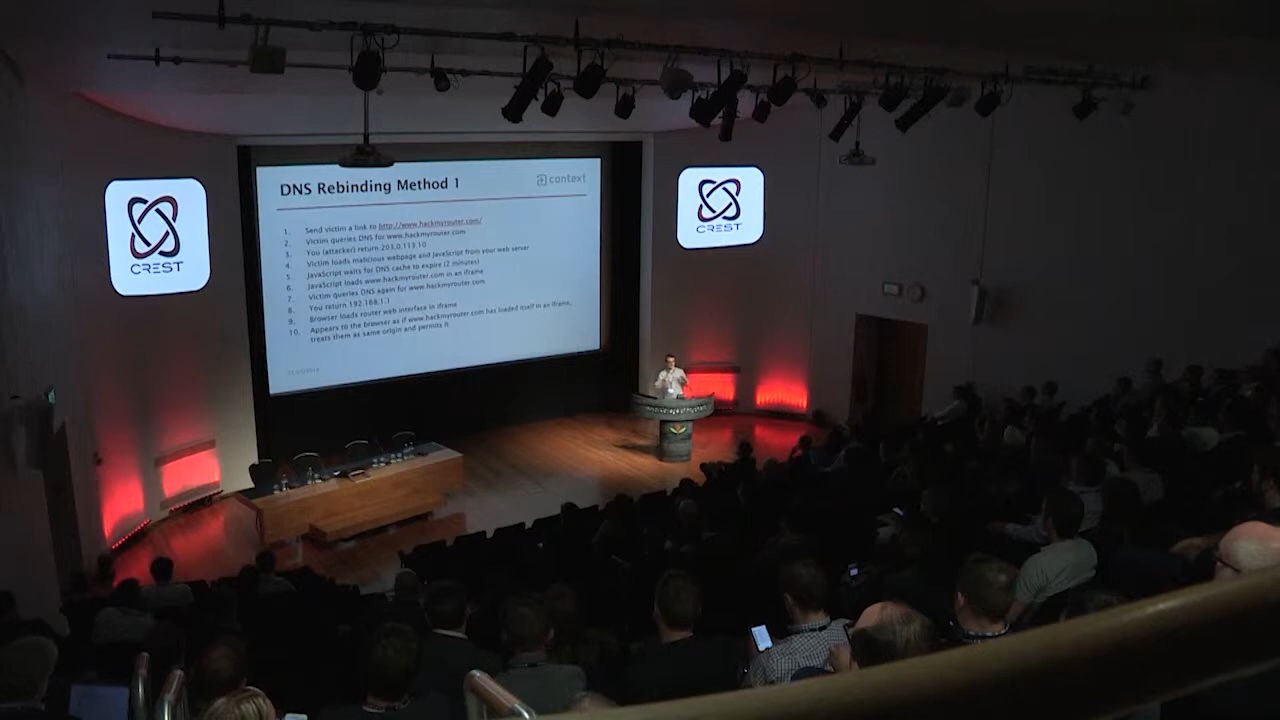 DNS Rebinding Method 1
context
1. Send victim a link to http://www.hackmyrouter.com/
2. Victim queries DNS for www.hackmyrouter.com
3. You (attacker) return 203.0.113.10
4. Victim loads malicious webpage and JavaScript from your web server
5. JavaScript waits for DNS cache to expire (2 minutes)
6. JavaScript loads www.hackmyrouter.com in an iframe
7. Victim queries DNS again for www.hackmyrouter.com
8. You return 192.168.1.1
9. Browser loads router web interface in iframe
10. Appears to the browser as if www.hackmyrouter.com has loaded itself in an iframe,
treats them as same origin and permits it
CREST
CREST